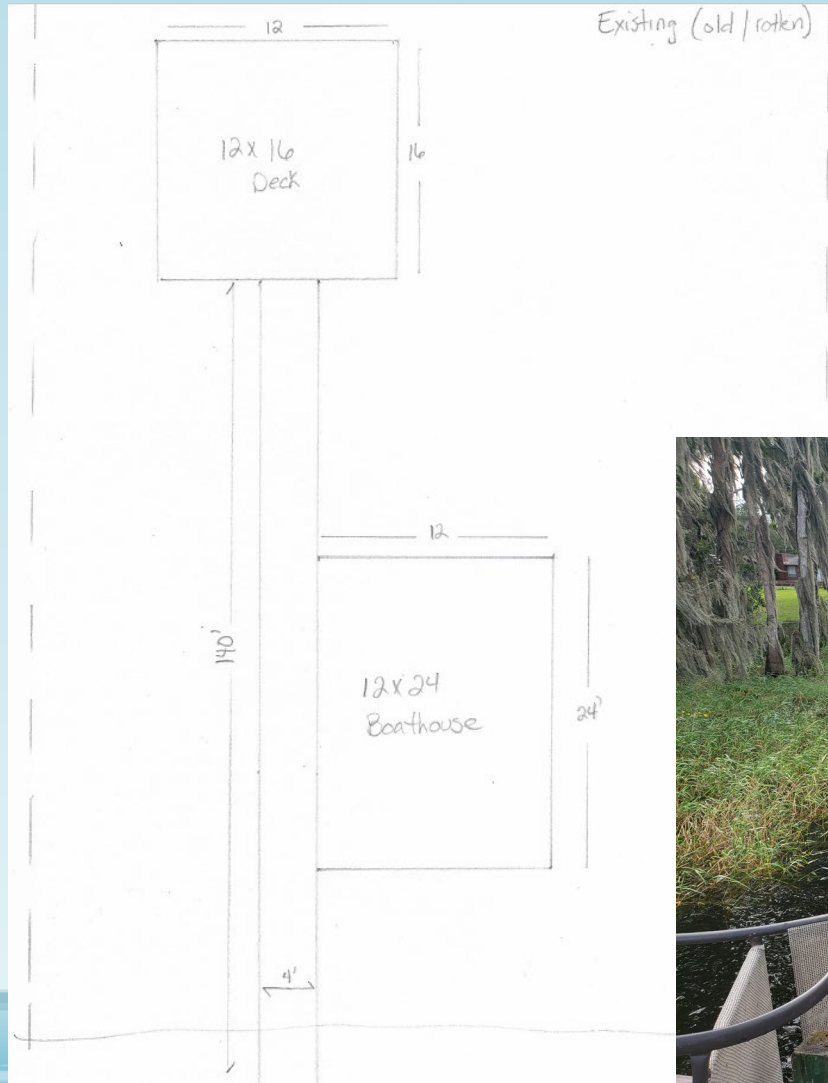 Existing (old/rotten)
12
12x16
Deck
16
12
140'
12x24
Boathouse
24'
4'